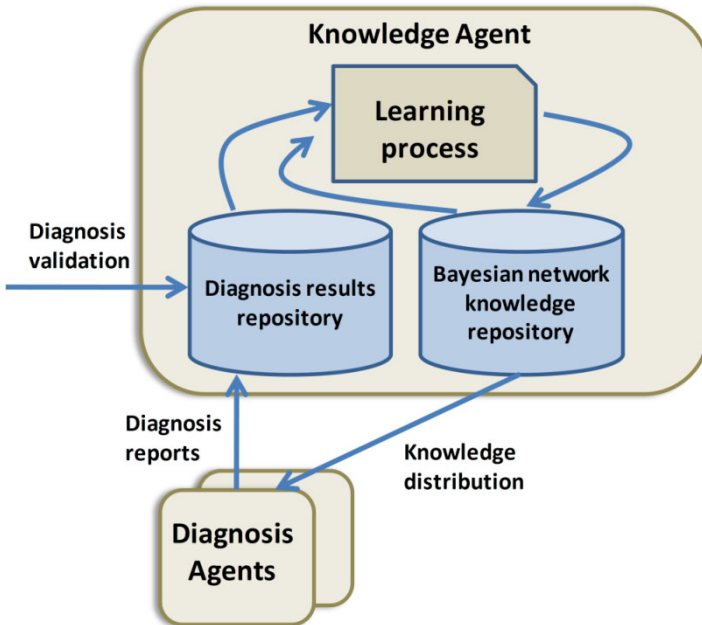 Knowledge Agent
Learning
process
Diagnosis
validation
Diagnosis results
repository
Bayesian network
knowledge
repository
Diagnosis
reports
Knowledge
distribution
Diagnosis
Agents